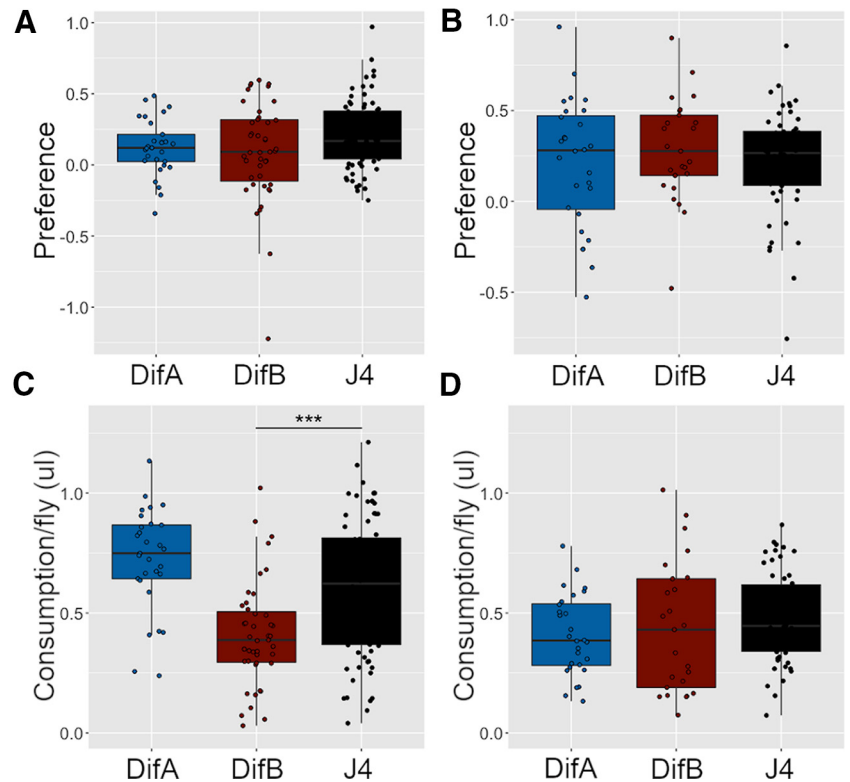 A
Preference
1.0
0.5
0.0
-0.5
-1.0
DifA DifB J4
B
Preference
1.0
0.5
0.0
-0.5
DifA DifB J4
C
Consumption/fly (ul)
1.0
0.5
0.0
***
DifA DifB J4
D
Consumption/fly (ul)
1.0
0.5
0.0
DifA DifB J4